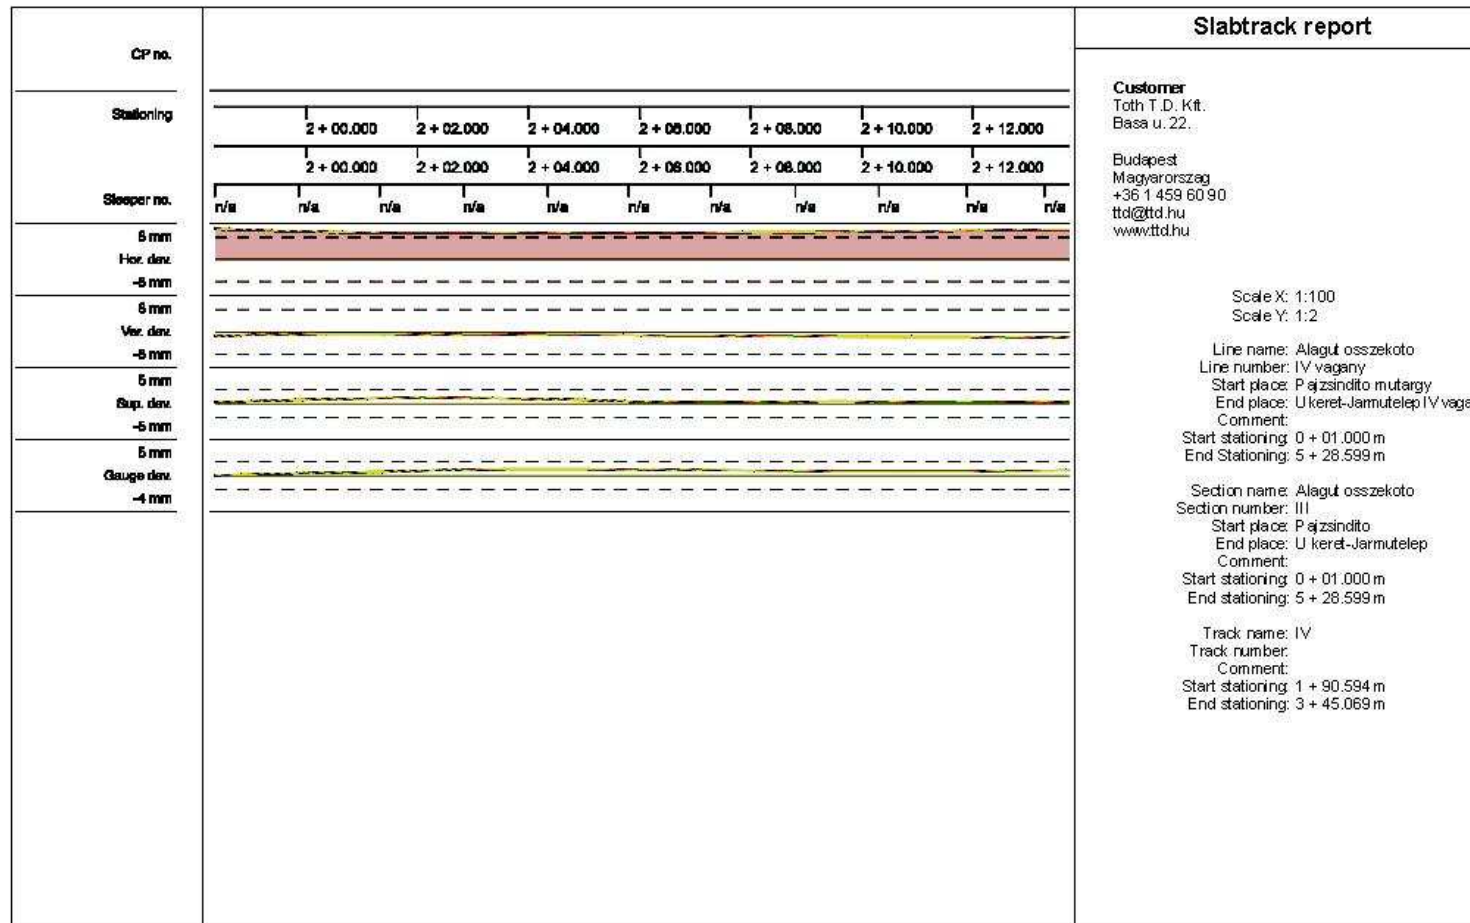 Slabtrack report
CP no.
Stationing
2 + 00.000 2 + 02.000 2 + 04.000 2 + 06.000 2 + 08.000 2 + 10.000 2 + 12.000
2 + 00.000 2 + 02.000 2 + 04.000 2 + 06.000 2 + 08.000 2 + 10.000 2 + 12.000
Sleeper no.
n/a n/a n/a n/a n/a n/a n/a n/a n/a n/a n/a
5 mm
Hor. dev.
-5 mm
5 mm
Ver. dev.
-5 mm
5 mm
Sup. dev.
-5 mm
5 mm
Gauge dev.
-4 mm
Customer
Toth T.D. Kft.
Basa u. 22.
Budapest
Magyarorszag
+36 1 459 60 90
ttd@ttd.hu
www.ttd.hu
Scale X: 1:100
Scale Y: 1:2
Line name: Alagut osszekoto
Line number: IV vagany
Start place: Pajzsindito mutargy
End place: U keret-Jarmutelep IV vaga
Comment:
Start stationing: 0 + 01.000 m
End Stationing: 5 + 28.599 m
Section name: Alagut osszekoto
Section number: III
Start place: Pajzsindito
End place: U keret-Jarmutelep
Comment:
Start stationing: 0 + 01.000 m
End stationing: 5 + 28.599 m
Track name: IV
Track number:
Comment:
Start stationing: 1 + 90.594 m
End stationing: 3 + 45.069 m